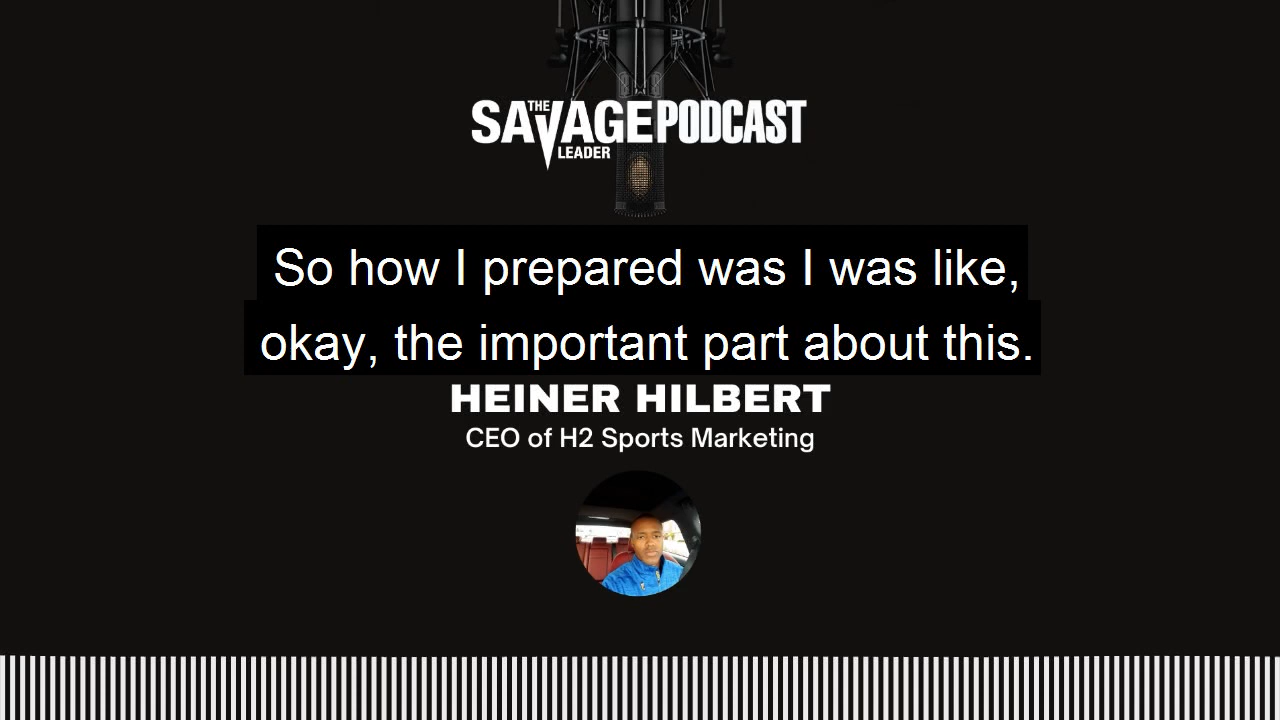 THE
SAVAGE PODCAST
LEADER
So how I prepared was I was like,
okay, the important part about this.
HEINER HILBERT
CEO of H2 Sports Marketing